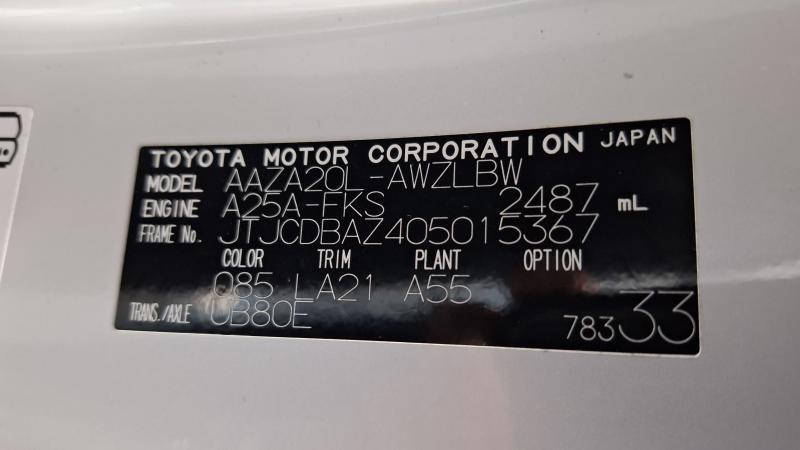 TOYOTA MOTOR CORPORATION JAPAN
MODEL AAZA20L-AWZLBW
ENGINE A25A-FKS 2487 mL
FRAME No. JTJCDBAZ405015367
COLOR TRIM PLANT OPTION
085 LA21 A55
TRANS./AXLE UB80E
78333